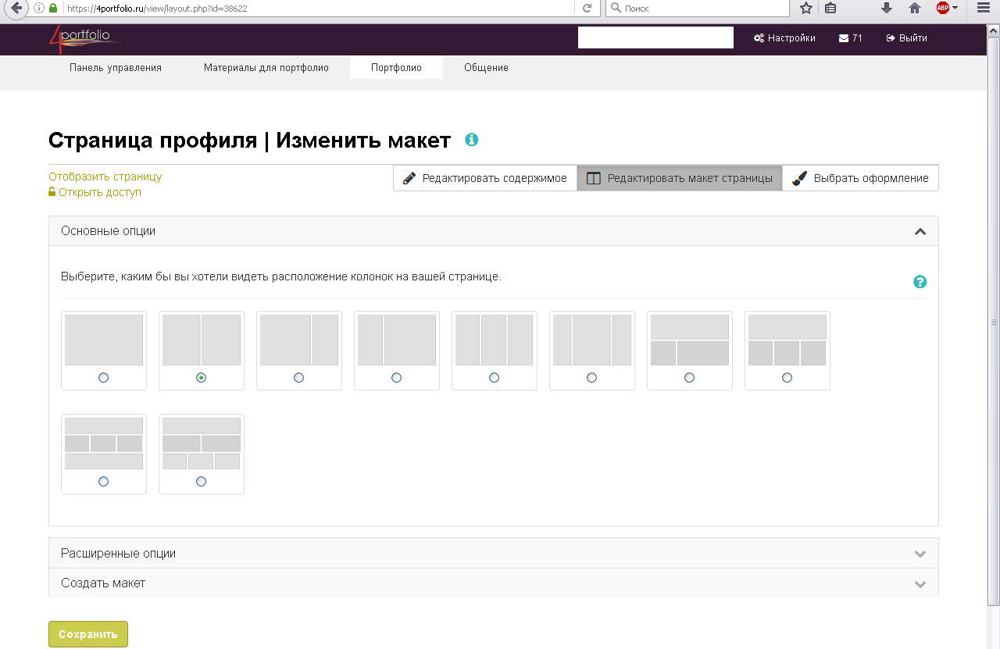 https://4portfolio.ru/view/layout.php?id=38622
Поиск
ABP
4portfolio
Настройки
71
Выйти
Панель управления
Материалы для портфолио
Портфолио
Общение
Страница профиля | Изменить макет
Отобразить страницу
Открыть доступ
Редактировать содержимое
Редактировать макет страницы
Выбрать оформление
Основные опции
Выберите, каким бы вы хотели видеть расположение колонок на вашей странице.
Расширенные опции
Создать макет
Сохранить